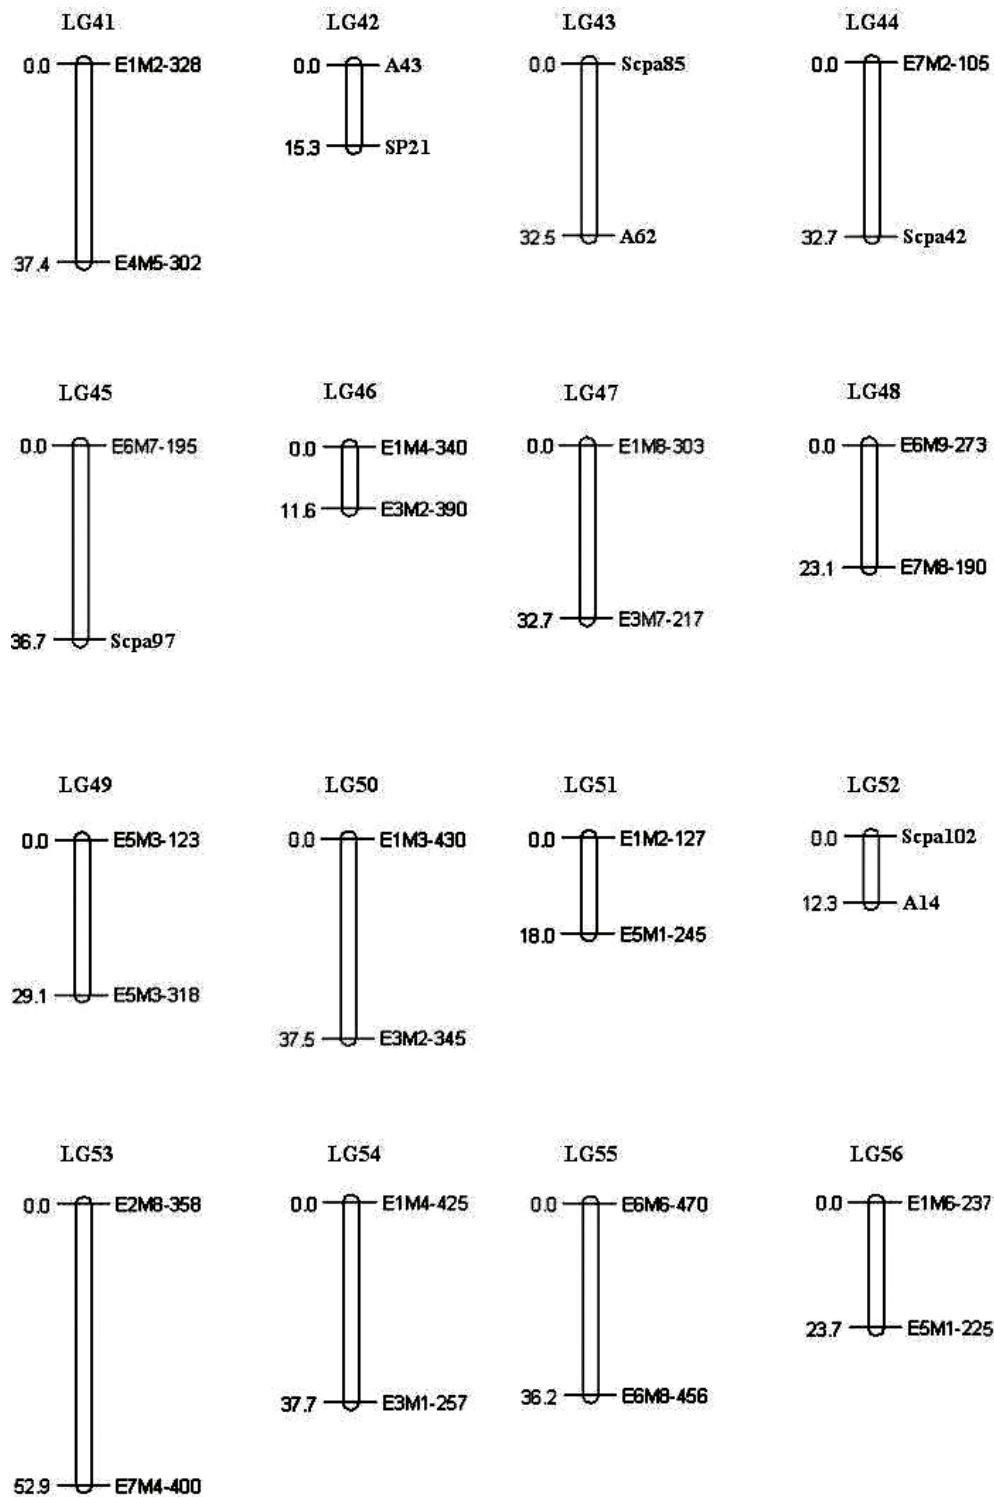 LG41 LG42 LG43 LG44
0.0 E1M2-328 0.0 A43 0.0 Scpa85 0.0 E7M2-105
15.3 SP21
32.5 A62 32.7 Scpa42
37.4 E4M5-302
LG45 LG46 LG47 LG48
0.0 E6M7-195 0.0 E1M4-340 0.0 E1M8-303 0.0 E6M9-273
11.6 E3M2-390
23.1 E7M8-190
32.7 E3M7-217
36.7 Scpa97
LG49 LG50 LG51 LG52
0.0 E5M3-123 0.0 E1M3-430 0.0 E1M2-127 0.0 Scpa102
12.3 A14
18.0 E5M1-245
29.1 E5M3-318
37.5 E3M2-345
LG53 LG54 LG55 LG56
0.0 E2M8-358 0.0 E1M4-425 0.0 E6M6-470 0.0 E1M6-237
23.7 E5M1-225
37.7 E3M1-257 36.2 E6M8-456
52.9 E7M4-400